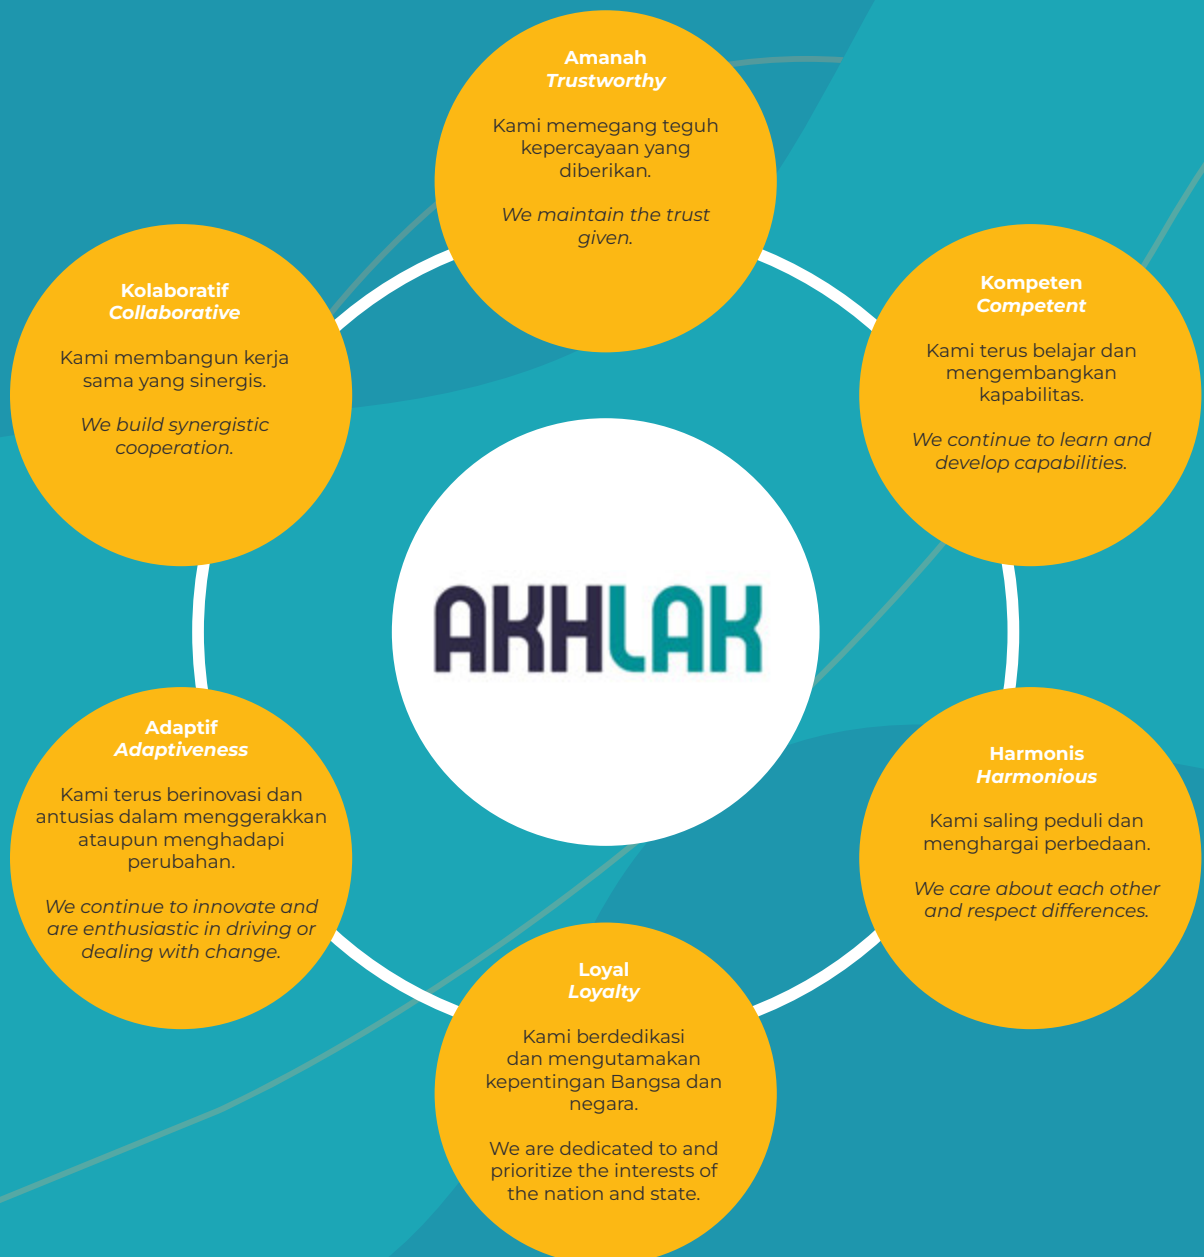 Amanah
Trustworthy
Kami memegang teguh
kepercayaan yang
diberikan.
We maintain the trust
given.
Kompeten
Competent
Kami terus belajar dan
mengembangkan
kapabilitas.
We continue to learn and
develop capabilities.
Harmonis
Harmonious
Kami saling peduli dan
menghargai perbedaan.
We care about each other
and respect differences.
Loyal
Loyalty
Kami berdedikasi
dan mengutamakan
kepentingan Bangsa dan
negara.
We are dedicated to and
prioritize the interests of
the nation and state.
Adaptif
Adaptiveness
Kami terus berinovasi dan
antusias dalam menggerakkan
ataupun menghadapi
perubahan.
We continue to innovate and
are enthusiastic in driving or
dealing with change.
Kolaboratif
Collaborative
Kami membangun kerja
sama yang sinergis.
We build synergistic
cooperation.
AKHLAK